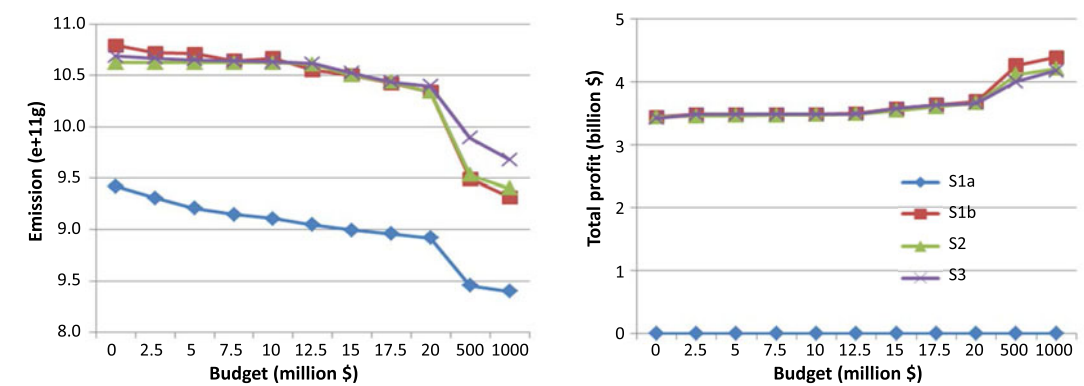 11.0
10.5
10.0
9.5
9.0
9.5
8.0
Emission (e+11g)
0 2.5 5 7.5 10 12.5 15 17.5 20 500 1000
Budget (million $)
5
4
3
2
1
0
Total profit (billion $)
S1a
S1b
S2
S3
0 2.5 5 7.5 10 12.5 15 17.5 20 500 1000
Budget (million $)